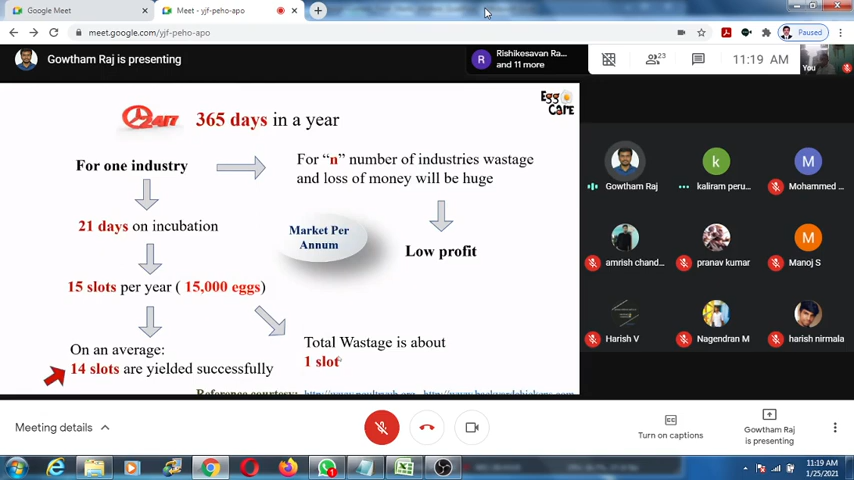 Google Meet
Meet - yjf-peho-apo
meet.google.com/yjf-peho-apo
Paused
Gowtham Raj is presenting
R
Rishikesavan Ra...
and 11 more
23
11:19 AM
You
24/7
365 days in a year
Egg
CARE
For one industry
For “n” number of industries wastage
and loss of money will be huge
21 days on incubation
Market Per
Annum
Low profit
15 slots per year ( 15,000 eggs)
On an average:
14 slots are yielded successfully
Total Wastage is about
1 slot
Reference courtesy:
k
M
Gowtham Raj
kaliram peru...
Mohammed ...
M
amrish chand...
pranav kumar
Manoj S
Harish V
Nagendran M
harish nirmala
Meeting details
Turn on captions
Gowtham Raj
is presenting
11:19 AM
1/25/2021